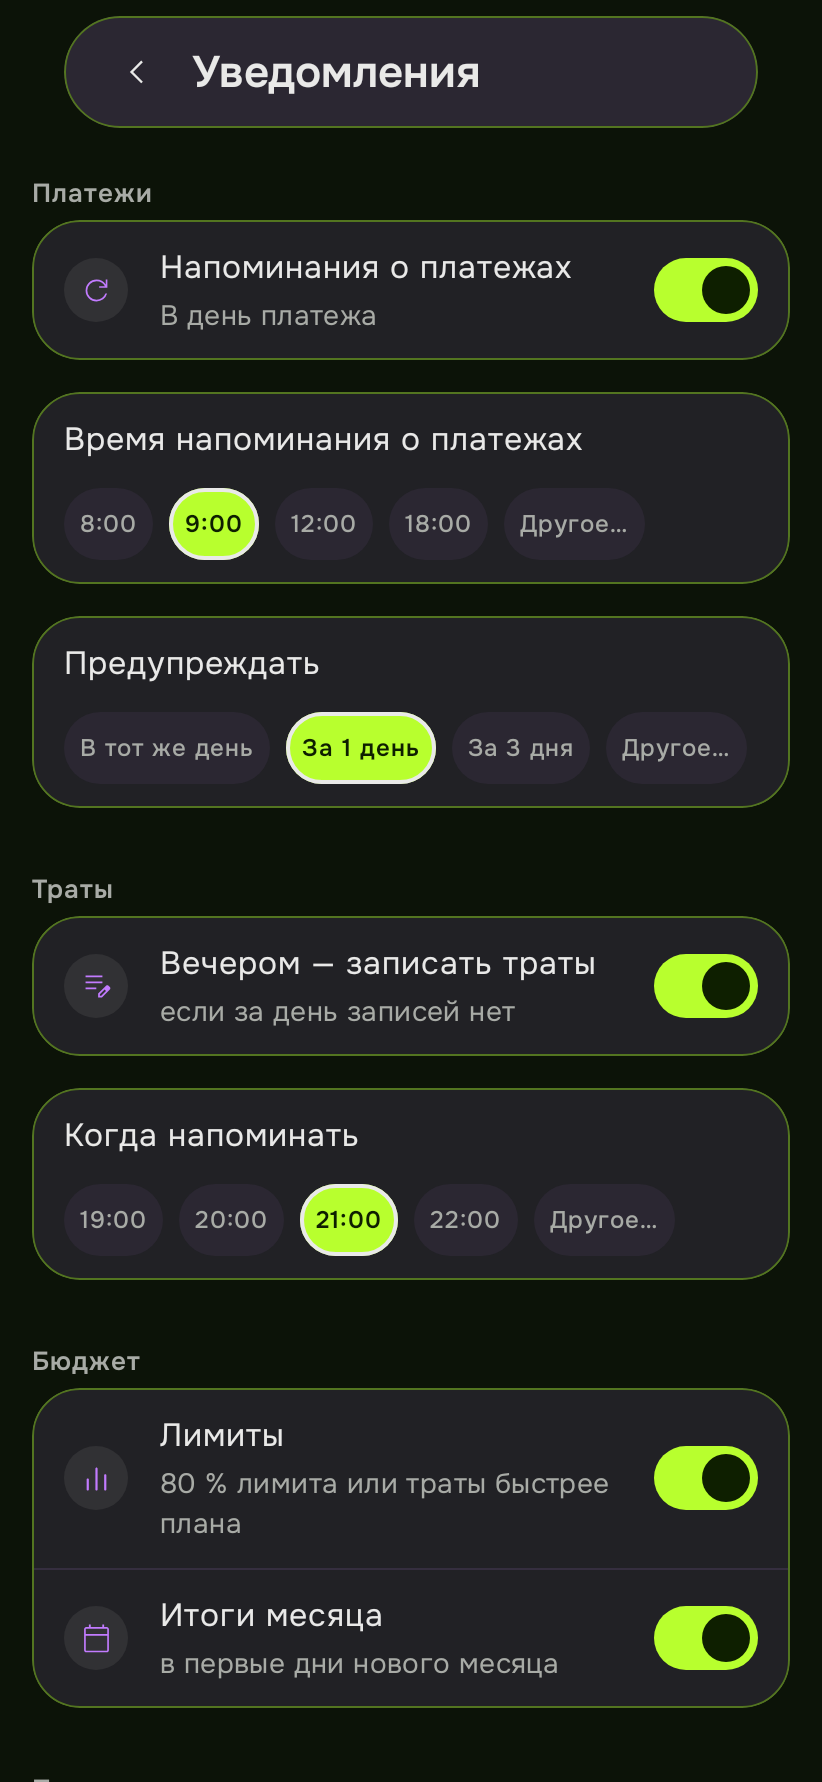 Уведомления
Платежи
Напоминания о платежах
В день платежа
Время напоминания о платежах
8:00 9:00 12:00 18:00 Другое...
Предупреждать
В тот же день За 1 день За 3 дня Другое...
Траты
Вечером — записать траты
если за день записей нет
Когда напоминать
19:00 20:00 21:00 22:00 Другое...
Бюджет
Лимиты
80 % лимита или траты быстрее
плана
Итоги месяца
в первые дни нового месяца